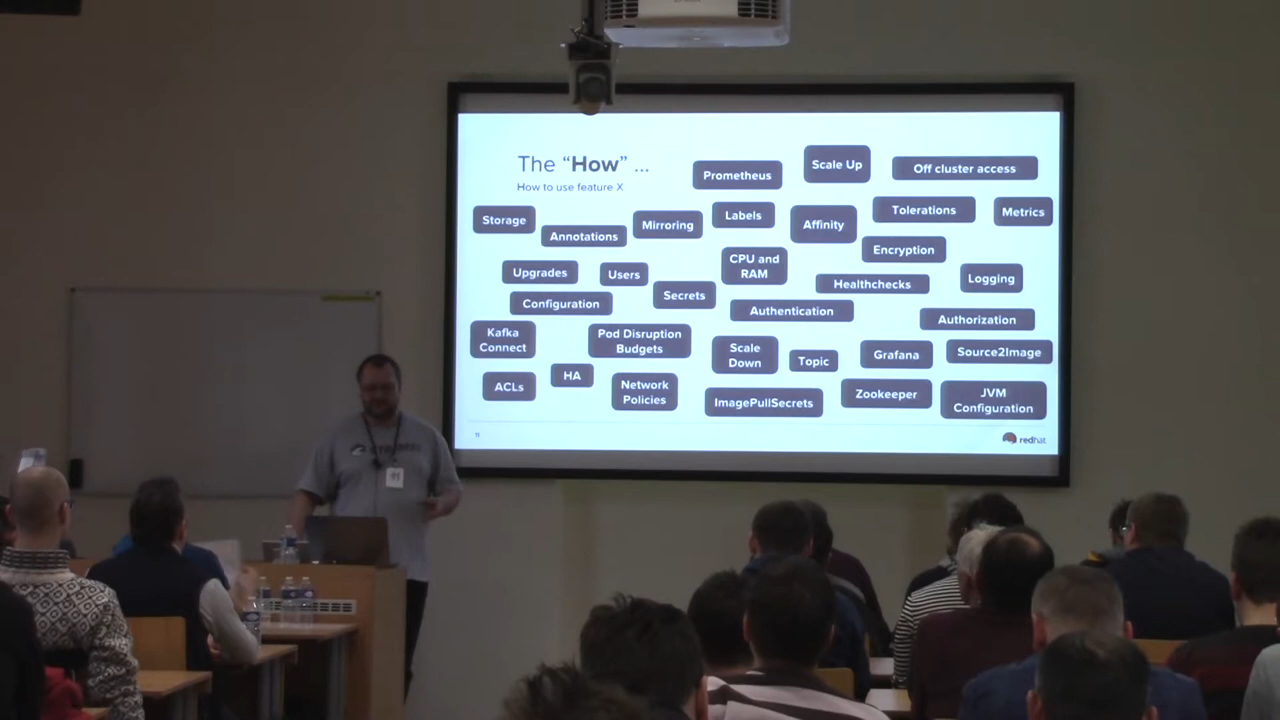 The “How” ...
How to use feature X
Prometheus
Scale Up
Off cluster access
Storage
Annotations
Mirroring
Labels
Affinity
Tolerations
Metrics
Encryption
Upgrades
Users
CPU and
RAM
Healthchecks
Logging
Configuration
Secrets
Authentication
Authorization
Kafka
Connect
Pod Disruption
Budgets
Scale
Down
Topic
Grafana
Source2Image
ACLs
HA
Network
Policies
ImagePullSecrets
Zookeeper
JVM
Configuration
11
redhat